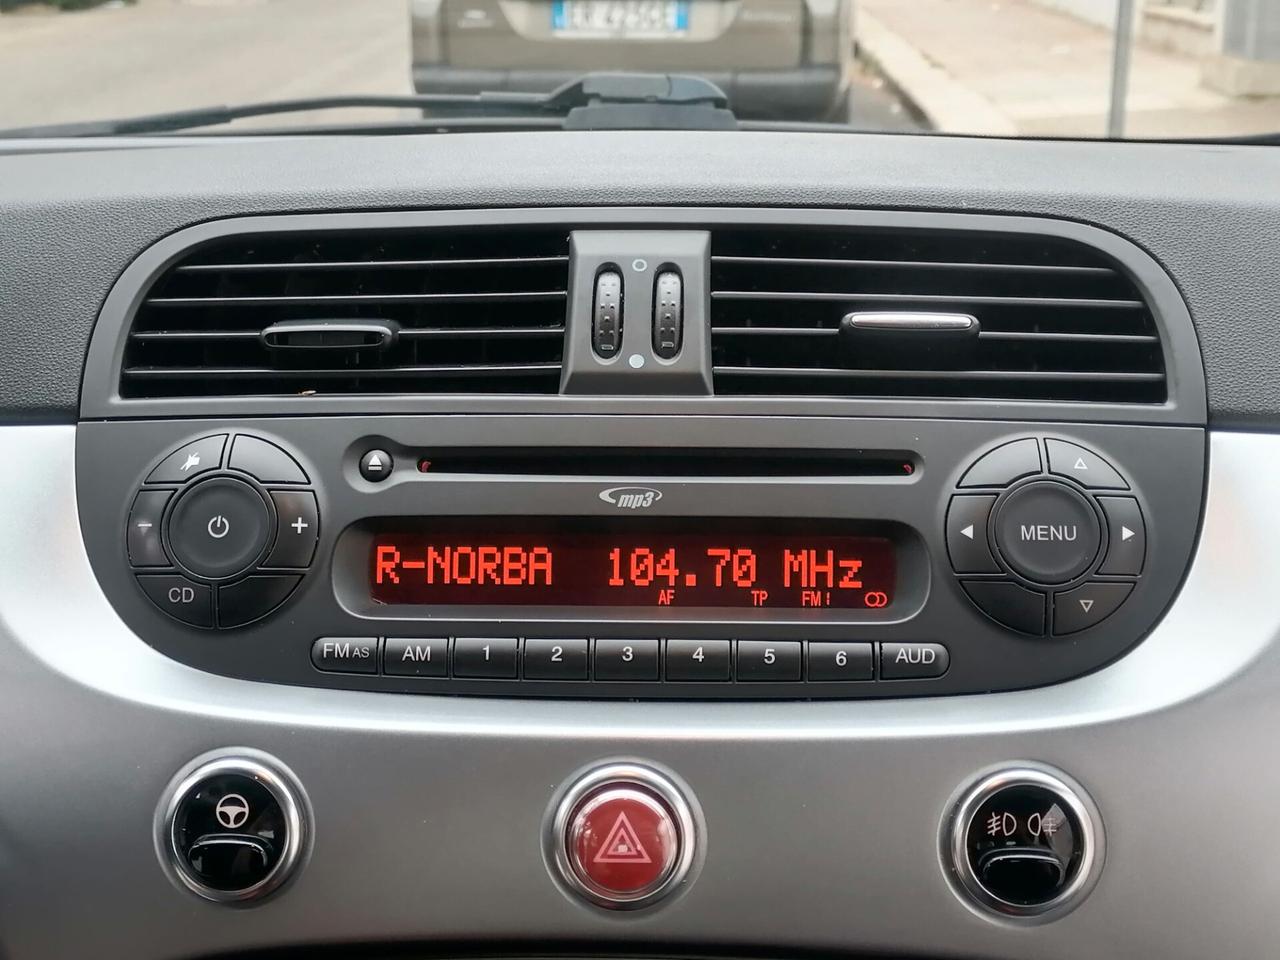 mp3
R-NORBA 104.70 MHz
AF TP FM1
MENU
CD
FM AS AM 1 2 3 4 5 6 AUD